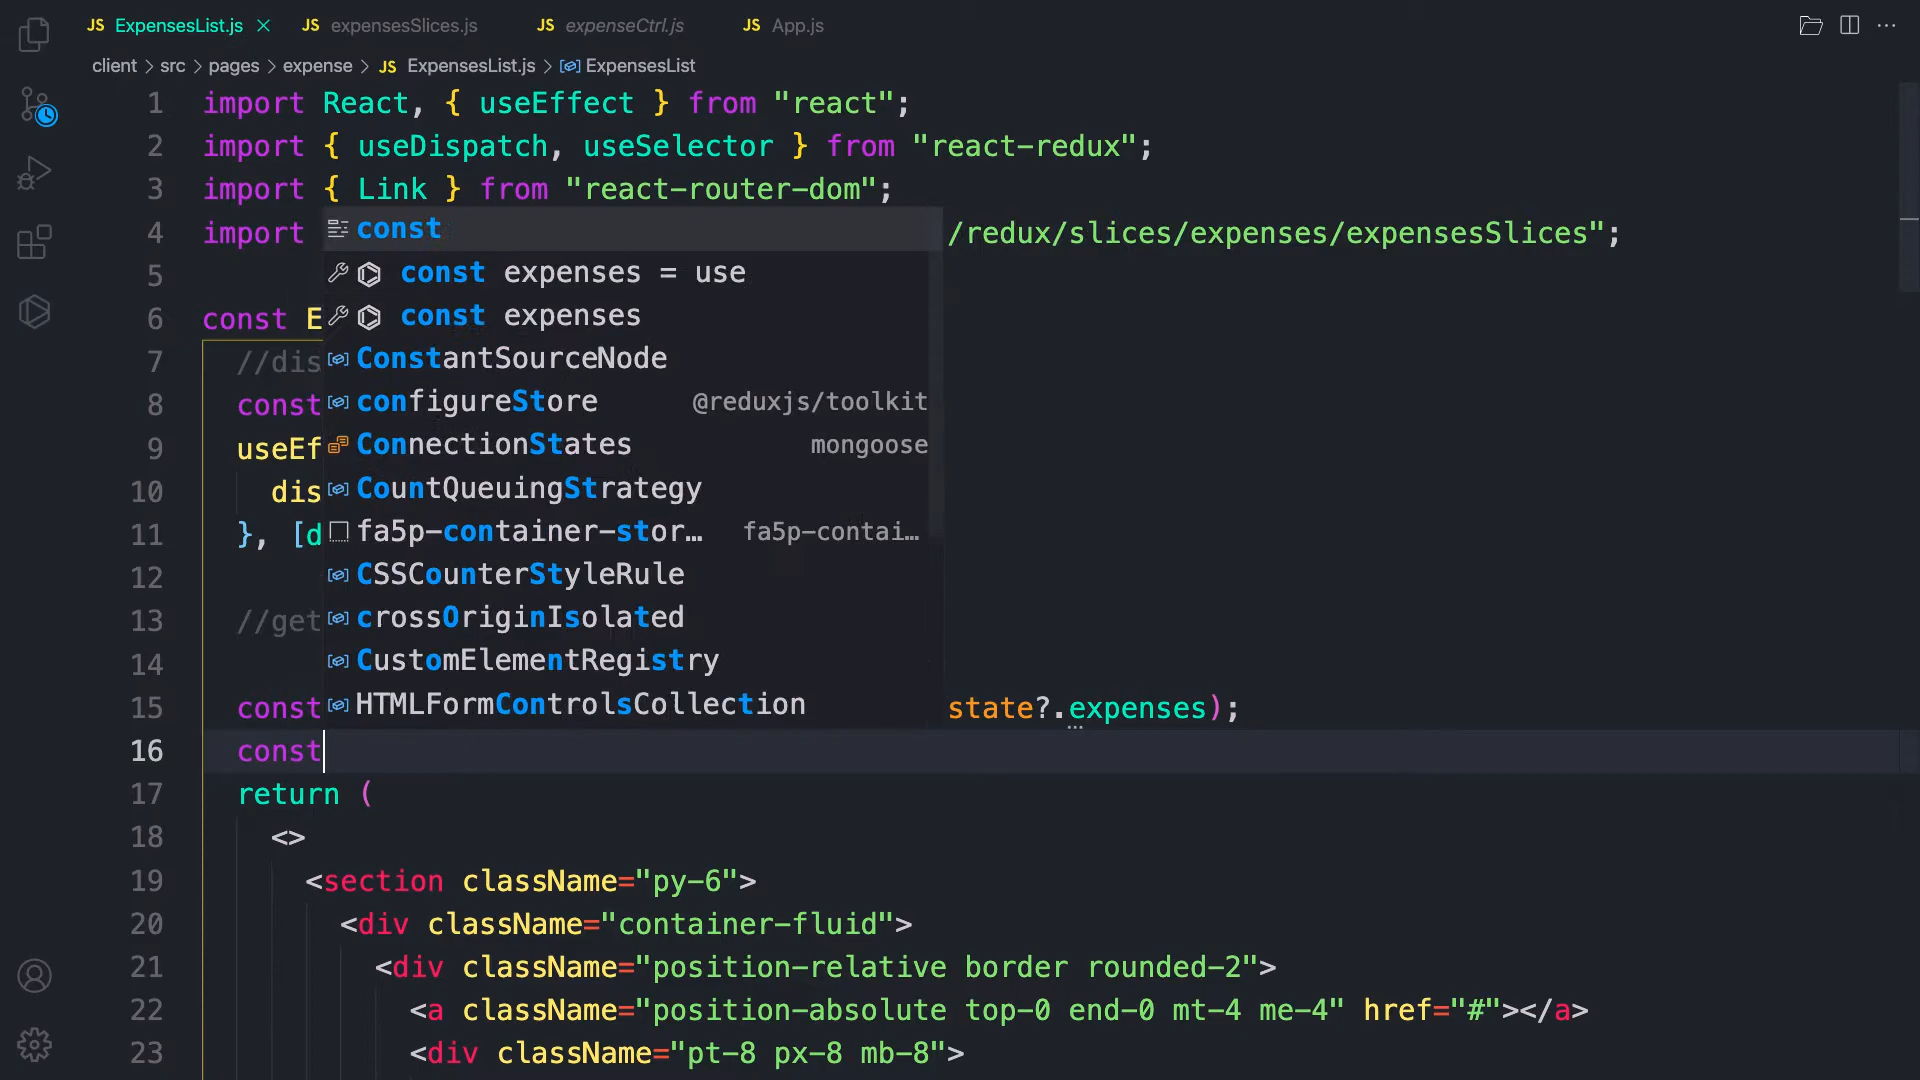 JS ExpensesList.js JS expensesSlices.js JS expenseCtrl.js JS App.js
client > src > pages > expense > JS ExpensesList.js > ExpensesList
1 import React, { useEffect } from "react";
2 import { useDispatch, useSelector } from "react-redux";
3 import { Link } from "react-router-dom";
4 import /redux/slices/expenses/expensesSlices";
5
6 const E
7 //dis
8 const
9 useEf
10 dis
11 }, [d
12
13 //get
14
15 const state?.expenses);
16 const
17 return (
18 <>
19 <section className="py-6">
20 <div className="container-fluid">
21 <div className="position-relative border rounded-2">
22 <a className="position-absolute top-0 end-0 mt-4 me-4" href="#"></a>
23 <div className="pt-8 px-8 mb-8">
const
const expenses = use
const expenses
ConstantSourceNode
configureStore @reduxjs/toolkit
ConnectionStates mongoose
CountQueuingStrategy
fa5p-container-stor… fa5p-contai…
CSSCounterStyleRule
crossOriginIsolated
CustomElementRegistry
HTMLFormControlsCollection